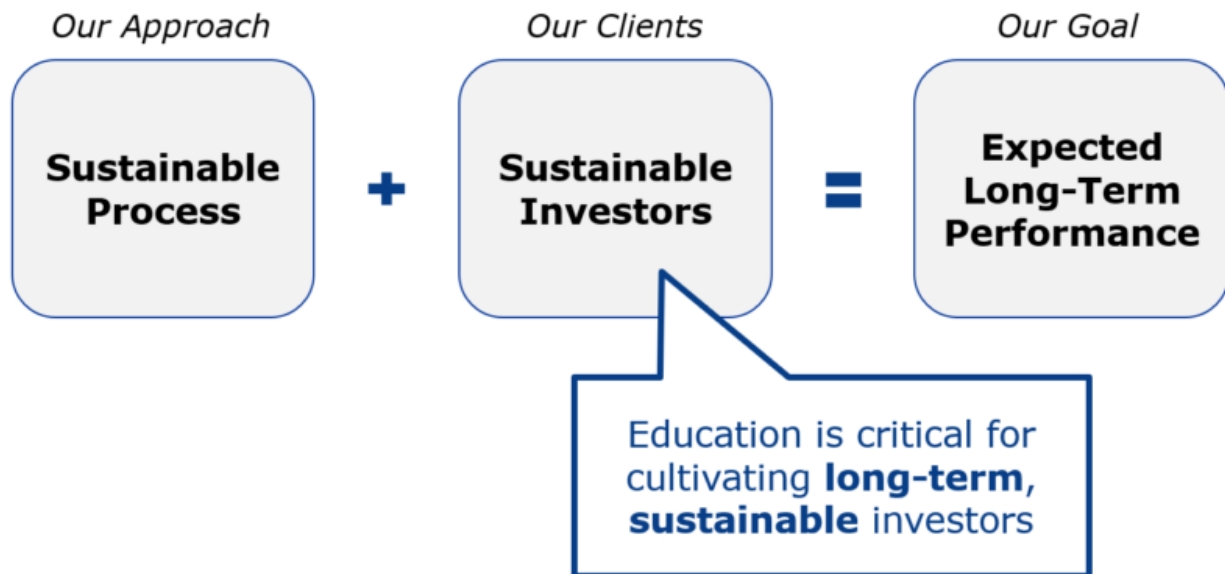 Our Approach
Our Clients
Our Goal
Sustainable
Process
+
Sustainable
Investors
=
Expected
Long-Term
Performance
Education is critical for
cultivating long-term,
sustainable investors